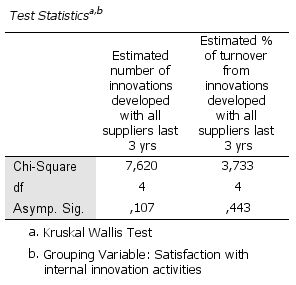 Test Statistics a,b
Estimated number of innovations developed with all suppliers last 3 yrs
Estimated % of turnover from innovations developed with all suppliers last 3 yrs
Chi-Square 7,620 3,733
df 4 4
Asymp. Sig. ,107 ,443
a. Kruskal Wallis Test
b. Grouping Variable: Satisfaction with
internal innovation activities